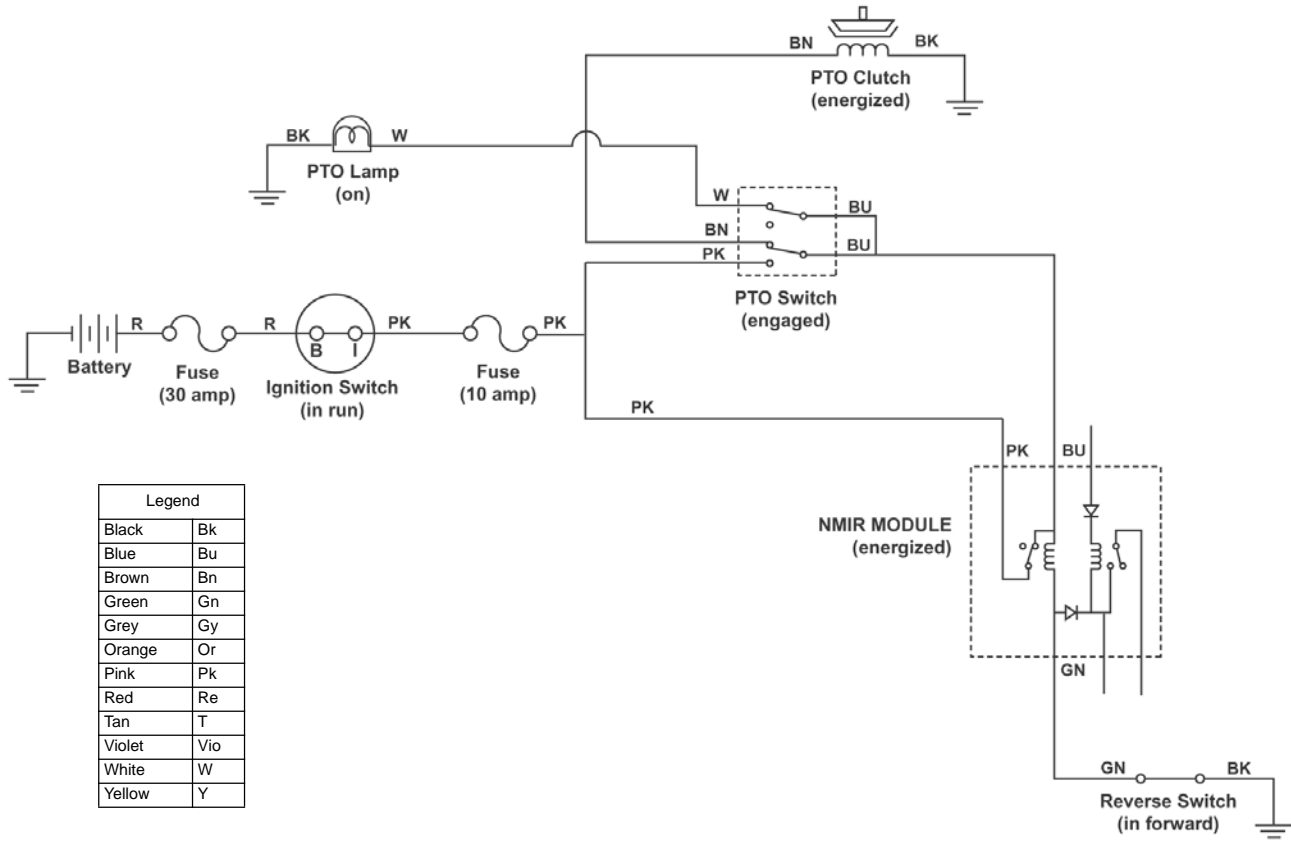 BN
BK
PTO Clutch
(energized)
BK
W
PTO Lamp
(on)
W
BU
BN
BU
PK
PTO Switch
(engaged)
R
R
PK
PK
B
I
Battery
Fuse
(30 amp)
Ignition Switch
(in run)
Fuse
(10 amp)
PK
PK
BU
NMIR MODULE
(energized)
GN
GN
BK
Reverse Switch
(in forward)
Legend
Black Bk
Blue Bu
Brown Bn
Green Gn
Grey Gy
Orange Or
Pink Pk
Red Re
Tan T
Violet Vio
White W
Yellow Y